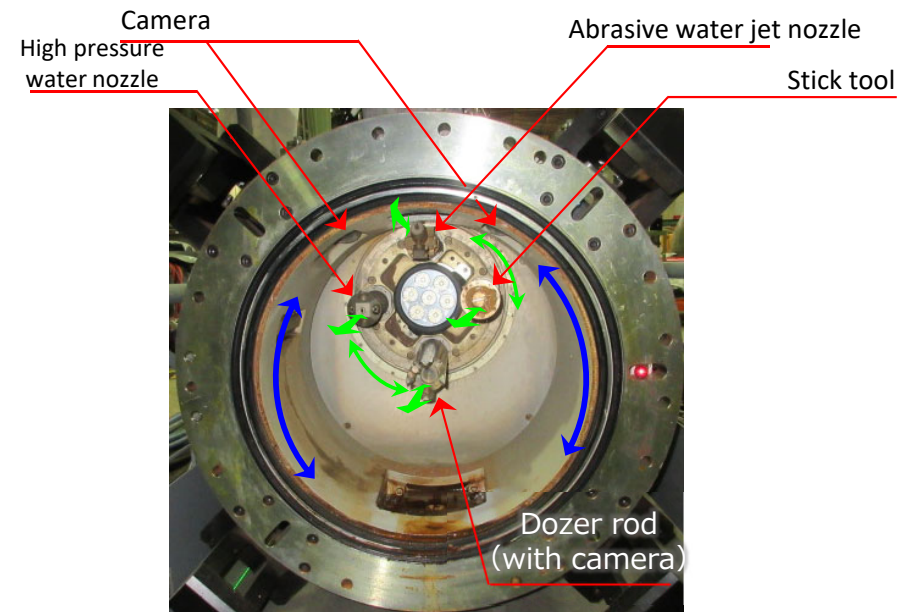 Camera
High pressure
water nozzle
Abrasive water jet nozzle
Stick tool
Dozer rod
(with camera)